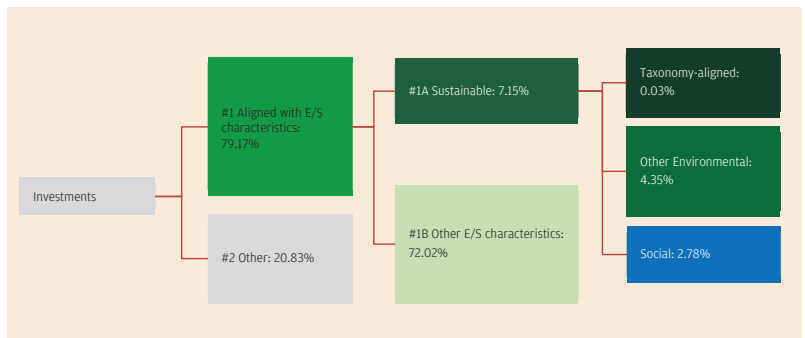 Investments
#1 Aligned with E/S
characteristics:
79.17%
#2 Other: 20.83%
#1A Sustainable: 7.15%
#1B Other E/S characteristics:
72.02%
Taxonomy-aligned:
0.03%
Other Environmental:
4.35%
Social: 2.78%